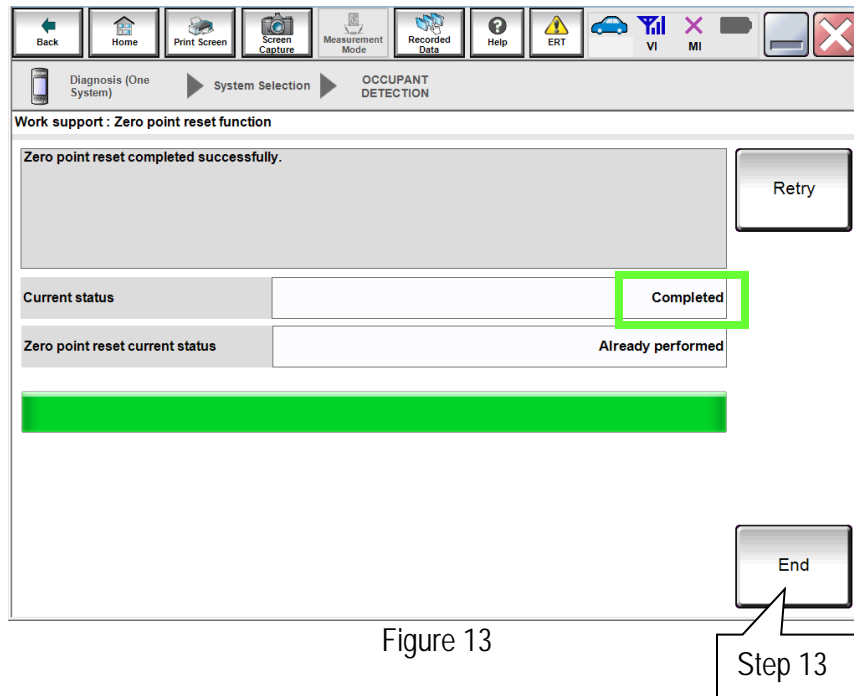 Back
Home
Print Screen
Screen
Capture
Measurement
Mode
Recorded
Data
Help
ERT
VI
MI
Diagnosis (One
System)
System Selection
OCCUPANT
DETECTION
Work support : Zero point reset function
Zero point reset completed successfully.
Retry
Current status
Completed
Zero point reset current status
Already performed
End
Figure 13
Step 13